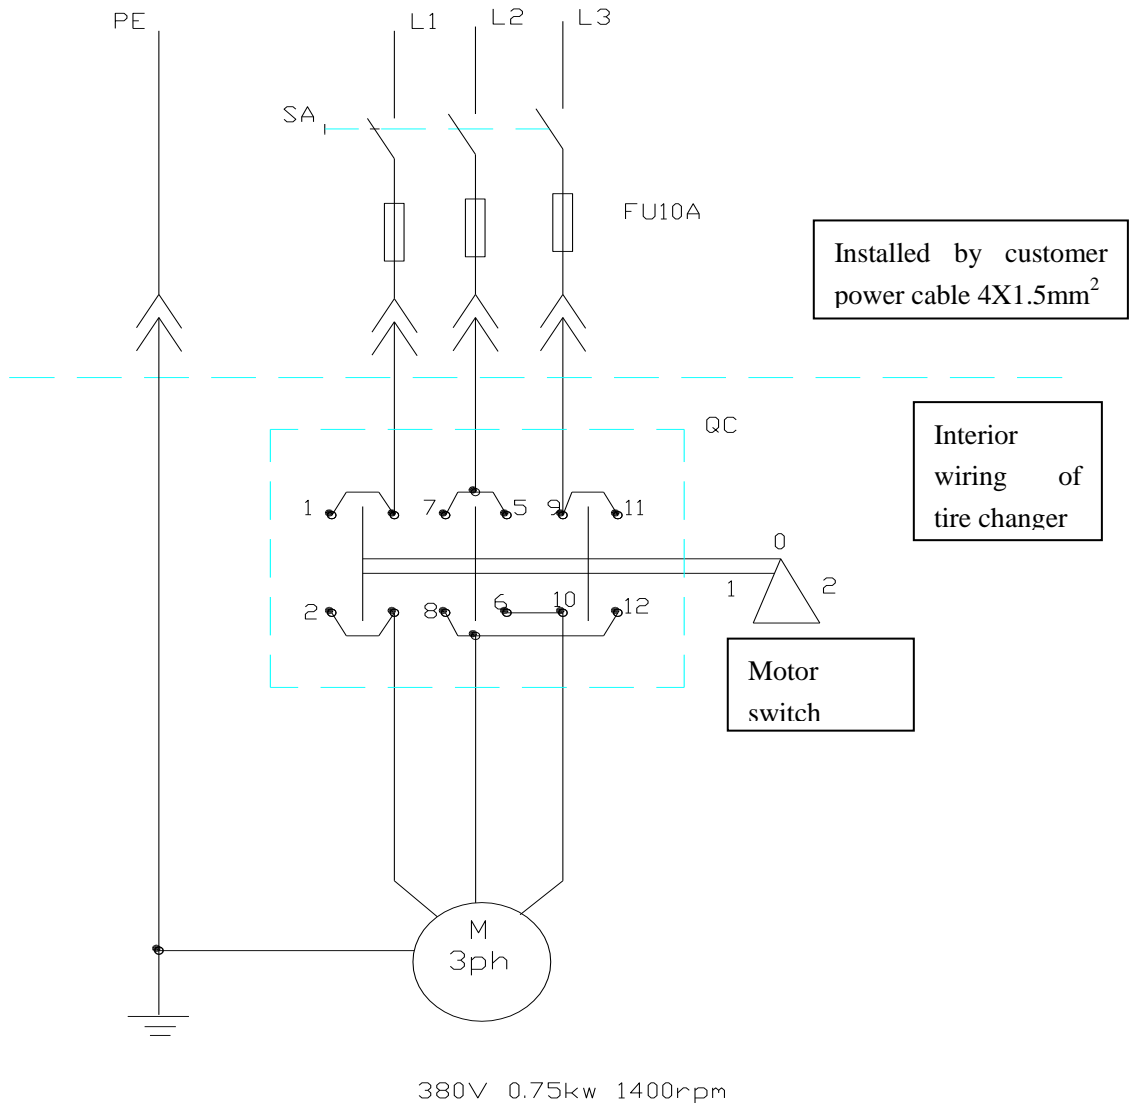 PE
L1
L2
L3
SA
FU10A
Installed by customer
power cable 4X1.5mm²
QC
Interior
wiring of
tire changer
1
7
5
9
11
0
1
2
2
8
6
10
12
Motor
switch
M
3ph
380V 0.75kw 1400rpm